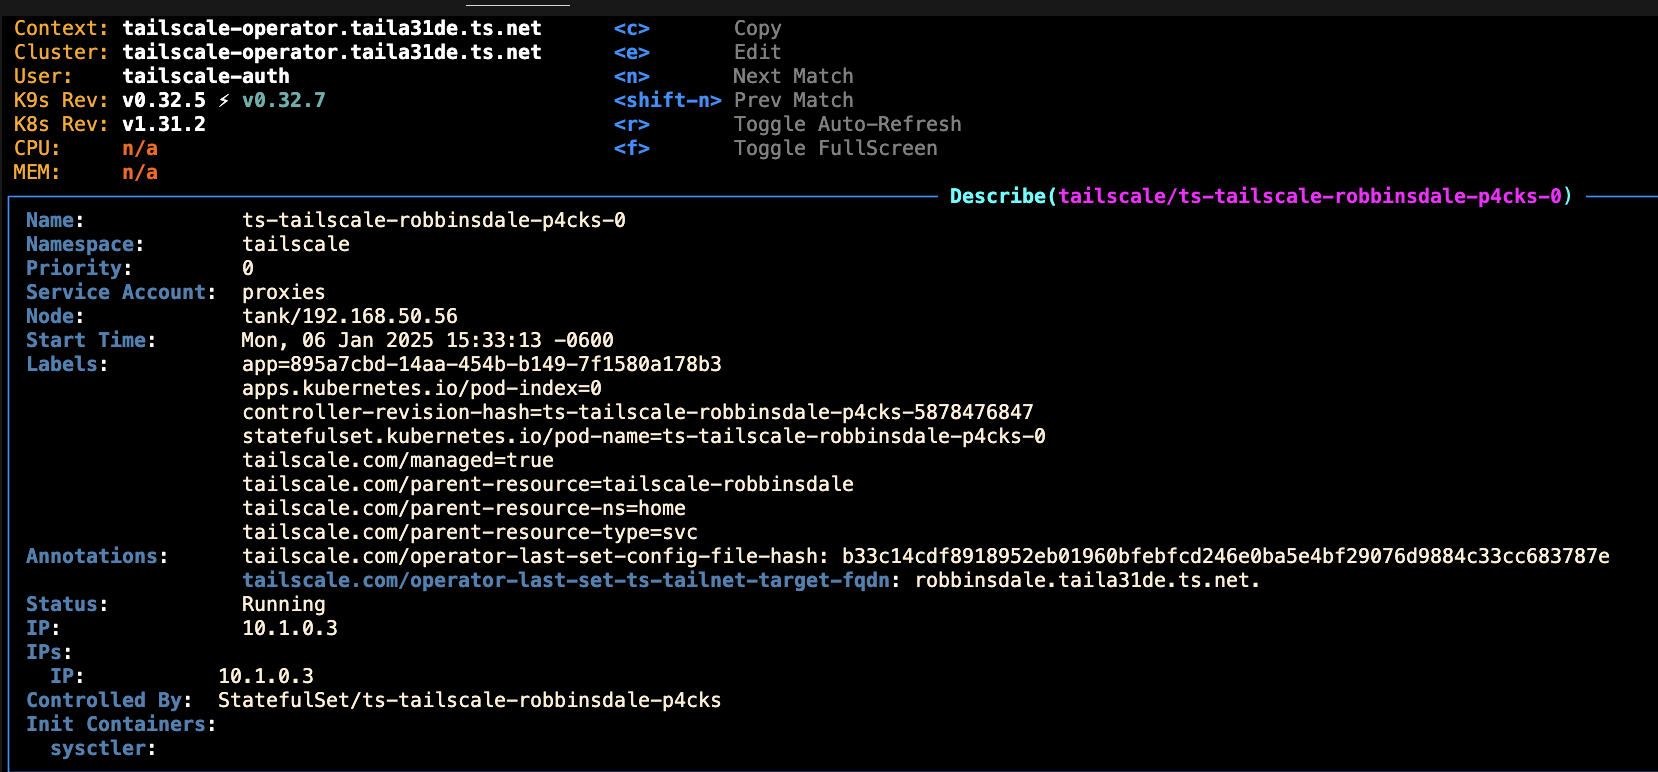 Context: tailscale-operator.taila31de.ts.net <c> Copy
Cluster: tailscale-operator.taila31de.ts.net <e> Edit
User: tailscale-auth <n> Next Match
K9s Rev: v0.32.5 ⚡ v0.32.7 <shift-n> Prev Match
K8s Rev: v1.31.2 <r> Toggle Auto-Refresh
CPU: n/a <f> Toggle FullScreen
MEM: n/a
Describe(tailscale/ts-tailscale-robbinsdale-p4cks-0)
Name: ts-tailscale-robbinsdale-p4cks-0
Namespace: tailscale
Priority: 0
Service Account: proxies
Node: tank/192.168.50.56
Start Time: Mon, 06 Jan 2025 15:33:13 -0600
Labels: app=895a7cbd-14aa-454b-b149-7f1580a178b3
apps.kubernetes.io/pod-index=0
controller-revision-hash=ts-tailscale-robbinsdale-p4cks-5878476847
statefulset.kubernetes.io/pod-name=ts-tailscale-robbinsdale-p4cks-0
tailscale.com/managed=true
tailscale.com/parent-resource=tailscale-robbinsdale
tailscale.com/parent-resource-ns=home
tailscale.com/parent-resource-type=svc
Annotations: tailscale.com/operator-last-set-config-file-hash: b33c14cdf8918952eb01960bfebfcd246e0ba5e4bf29076d9884c33cc683787e
tailscale.com/operator-last-set-ts-tailnet-target-fqdn: robbinsdale.taila31de.ts.net.
Status: Running
IP: 10.1.0.3
IPs:
IP: 10.1.0.3
Controlled By: StatefulSet/ts-tailscale-robbinsdale-p4cks
Init Containers:
sysctler: